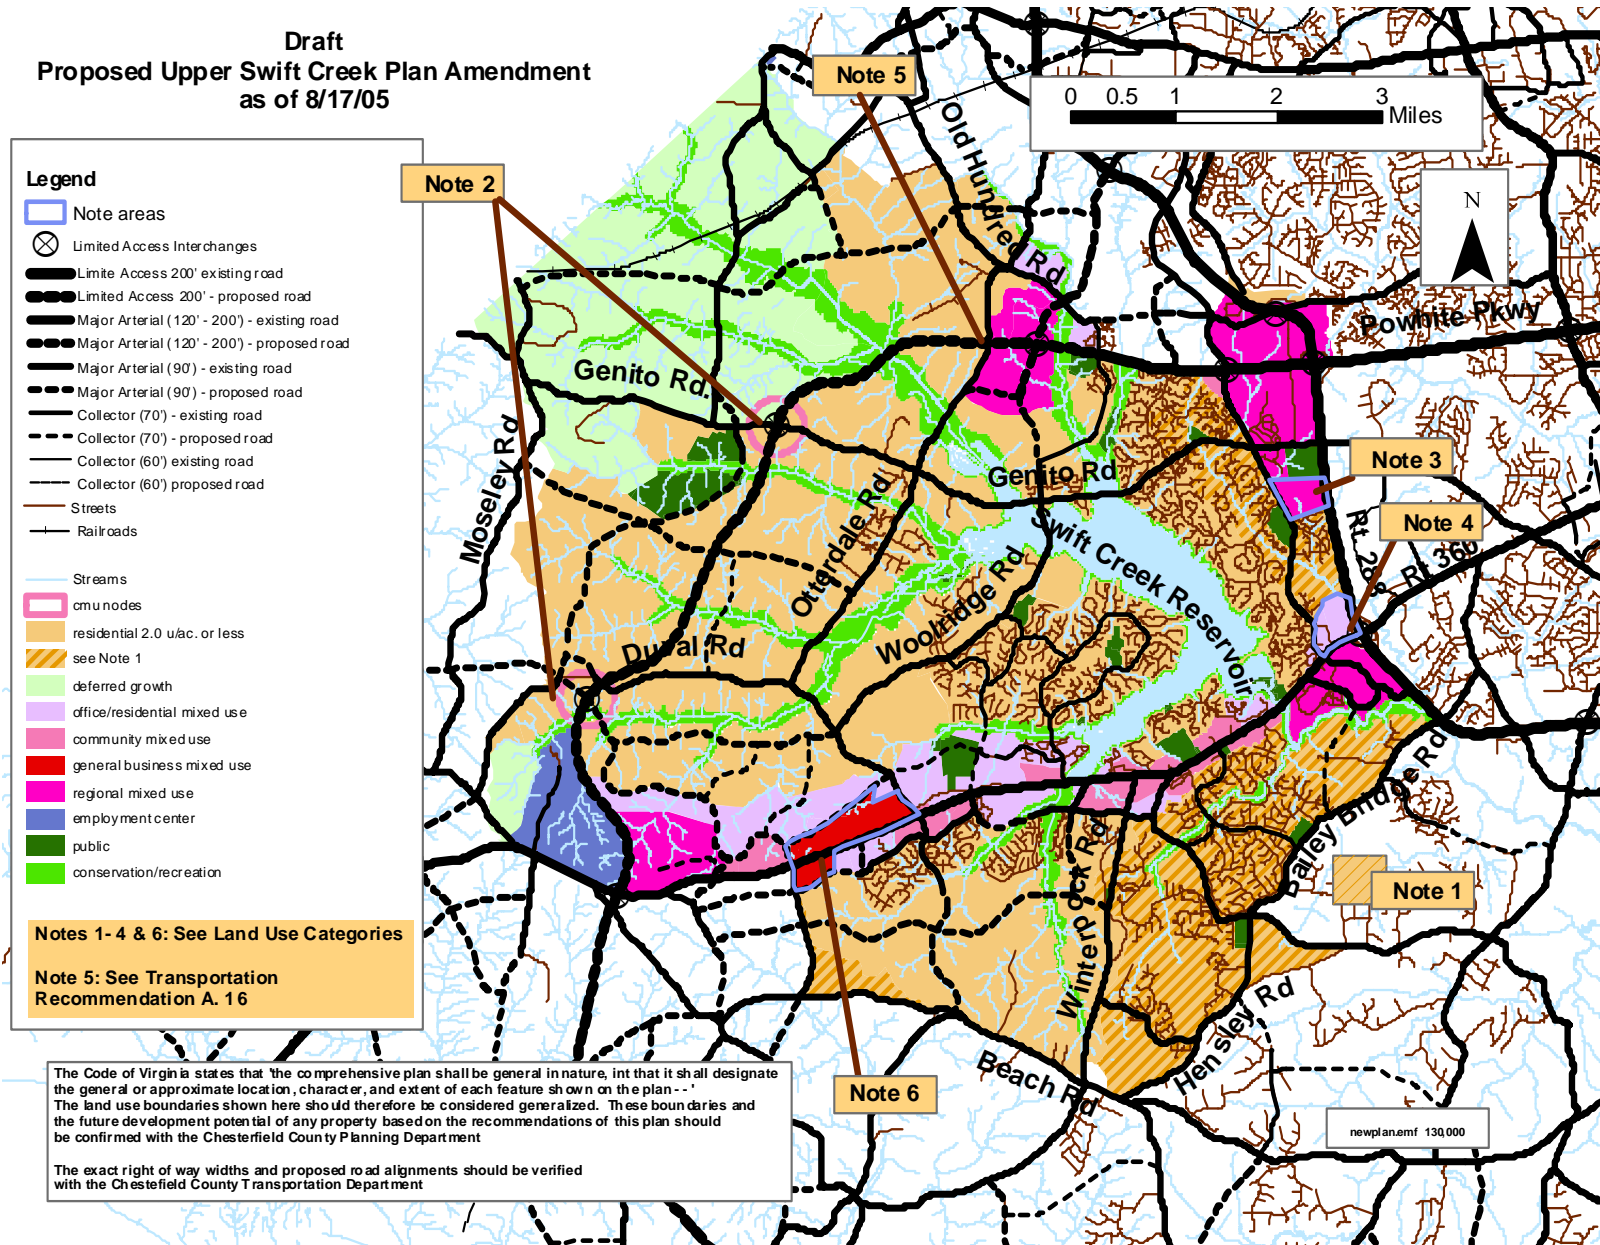 Draft
Proposed Upper Swift Creek Plan Amendment
as of 8/17/05
Note 5
0 0.5 1 2 3 Miles
Old Hundred Rd
Note 2
N
Legend
Note areas
Limited Access Interchanges
Limite Access 200' existing road
Limited Access 200' - proposed road
Major Arterial (120' - 200') - existing road
Major Arterial (120' - 200') - proposed road
Major Arterial (90') - existing road
Major Arterial (90') - proposed road
Collector (70') - existing road
Collector (70') - proposed road
Collector (60') existing road
Collector (60') proposed road
Streets
Railroads
Streams
cmu nodes
residential 2.0 u/ac. or less
see Note 1
deferred growth
office/residential mixed use
community mixed use
general business mixed use
regional mixed use
employment center
public
conservation/recreation
Notes 1- 4 & 6: See Land Use Categories
Note 5: See Transportation
Recommendation A. 16
Powhite Pkwy
Genito Rd.
Moseley Rd
Genito Rd
Note 3
Note 4
Rt. 288
Rt 360
Otterdale Rd
Swift Creek Reservoir
Woolridge Rd
Duval Rd
Bailey Bridge Rd
Note 1
Winterpock Rd
Hensley Rd
Beach Rd
Note 6
newplan.emf 130,000
The Code of Virginia states that 'the comprehensive plan shall be general in nature, int that it shall designate
the general or approximate location, character, and extent of each feature shown on the plan - - '
The land use boundaries shown here should therefore be considered generalized. These boundaries and
the future development potential of any property based on the recommendations of this plan should
be confirmed with the Chesterfield County Planning Department
The exact right of way widths and proposed road alignments should be verified
with the Chestefield County Transportation Department